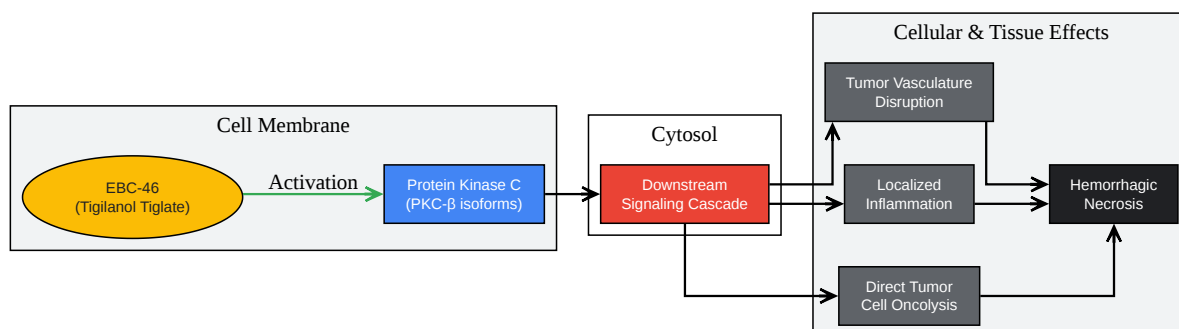 Cell Membrane
EBC-46
(Tigilanol Tiglate)
Activation
Protein Kinase C
(PKC-β isoforms)
Cytosol
Downstream
Signaling Cascade
Cellular & Tissue Effects
Tumor Vasculature
Disruption
Localized
Inflammation
Direct Tumor
Cell Oncolysis
Hemorrhagic
Necrosis